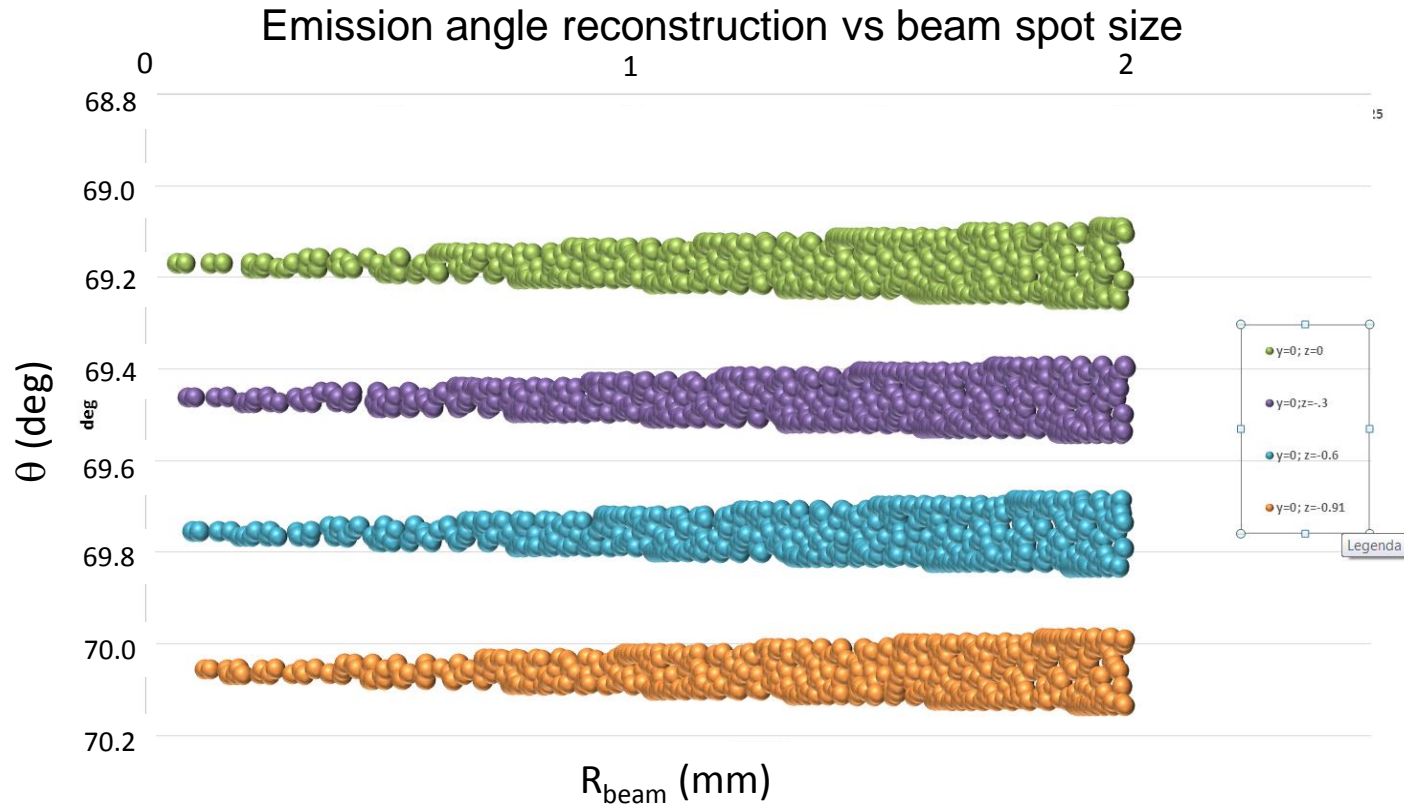 Emission angle reconstruction vs beam spot size
0 1 2
68.8
25
69.0
69.2
69.4
69.6
69.8
70.0
70.2
θ (deg)
deg
y=0; z=0
y=0;z=-.3
y=0; z=-0.6
y=0; z=-0.91
Legenda
Rbeam (mm)